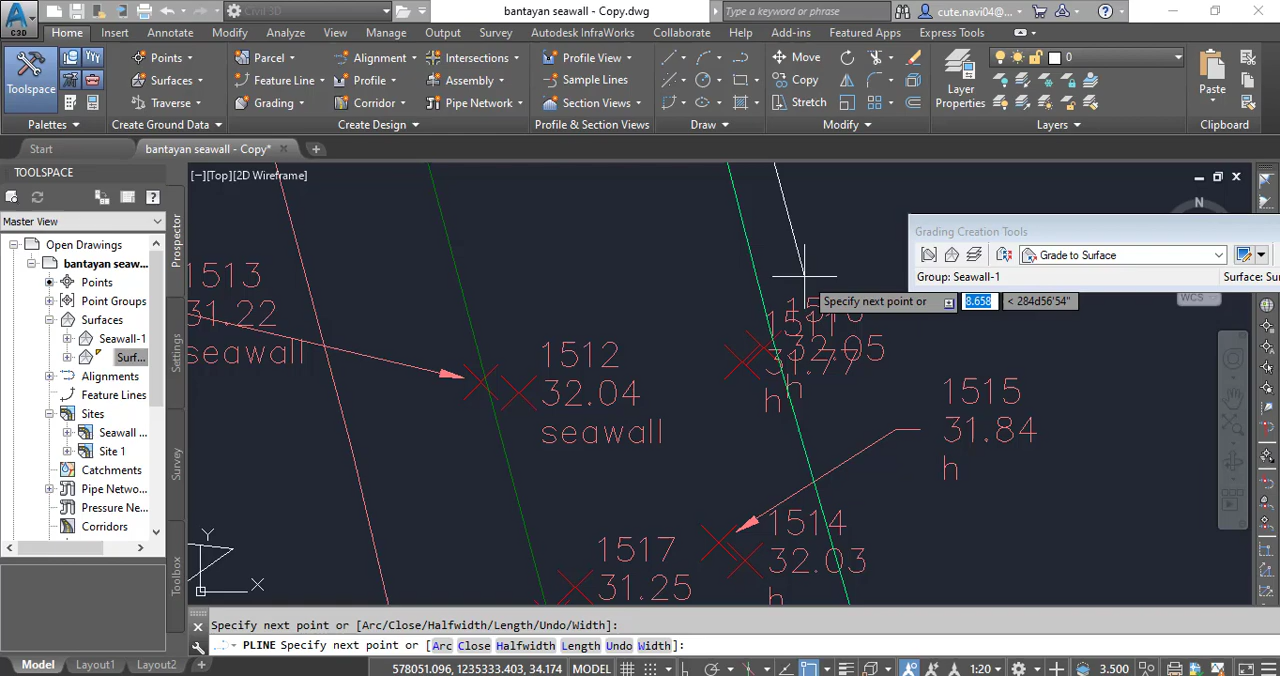 C3D
Civil 3D
bantayan seawall - Copy.dwg
Type a keyword or phrase
cute.navi04@...
Home Insert Annotate Modify Analyze View Manage Output Survey Autodesk InfraWorks Collaborate Help Add-ins Featured Apps Express Tools
Toolspace
Points Parcel Alignment Intersections Profile View Move 0
Surfaces Feature Line Profile Assembly Sample Lines Copy
Traverse Grading Corridor Pipe Network Section Views Stretch
Layer Properties
Paste
Palettes Create Ground Data Create Design Profile & Section Views Draw Modify Layers Clipboard
Start bantayan seawall - Copy*
TOOLSPACE
Master View
Open Drawings
bantayan seaw...
Points
Point Groups
Surfaces
Seawall-1
Surf...
Alignments
Feature Lines
Sites
Seawall ...
Site 1
Catchments
Pipe Netwo...
Pressure Ne...
Corridors
Prospector
Settings
Survey
Toolbox
[−][Top][2D Wireframe]
N
Grading Creation Tools
Grade to Surface
Group: Seawall-1 Surface: Su
WCS
Specify next point or 8.658 < 284d56'54"
1513
31.22
seawall
1512
32.04
seawall
32.05
31.77
h
h
1515
31.84
h
1514
32.03
h
1517
31.25
Y
X
Specify next point or [Arc/Close/Halfwidth/Length/Undo/Width]:
PLINE Specify next point or [Arc Close Halfwidth Length Undo Width]:
Model Layout1 Layout2 578051.096, 1235333.403, 34.174 MODEL 1:20 3.500